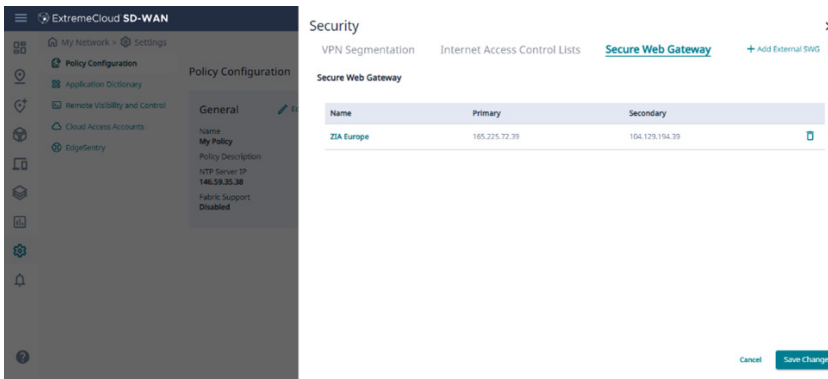 ExtremeCloud SD-WAN
My Network > Settings
Policy Configuration
Application Dictionary
Remote Visibility and Control
Cloud Access Accounts
EdgeSentry
Policy Configuration
General
Name
My Policy
Policy Description
NTP Server IP
146.59.35.38
Fabric Support
Disabled
Security
VPN Segmentation Internet Access Control Lists Secure Web Gateway + Add External SWG
Secure Web Gateway
Name Primary Secondary
ZIA Europe 165.225.72.39 104.129.194.39
Cancel Save Change